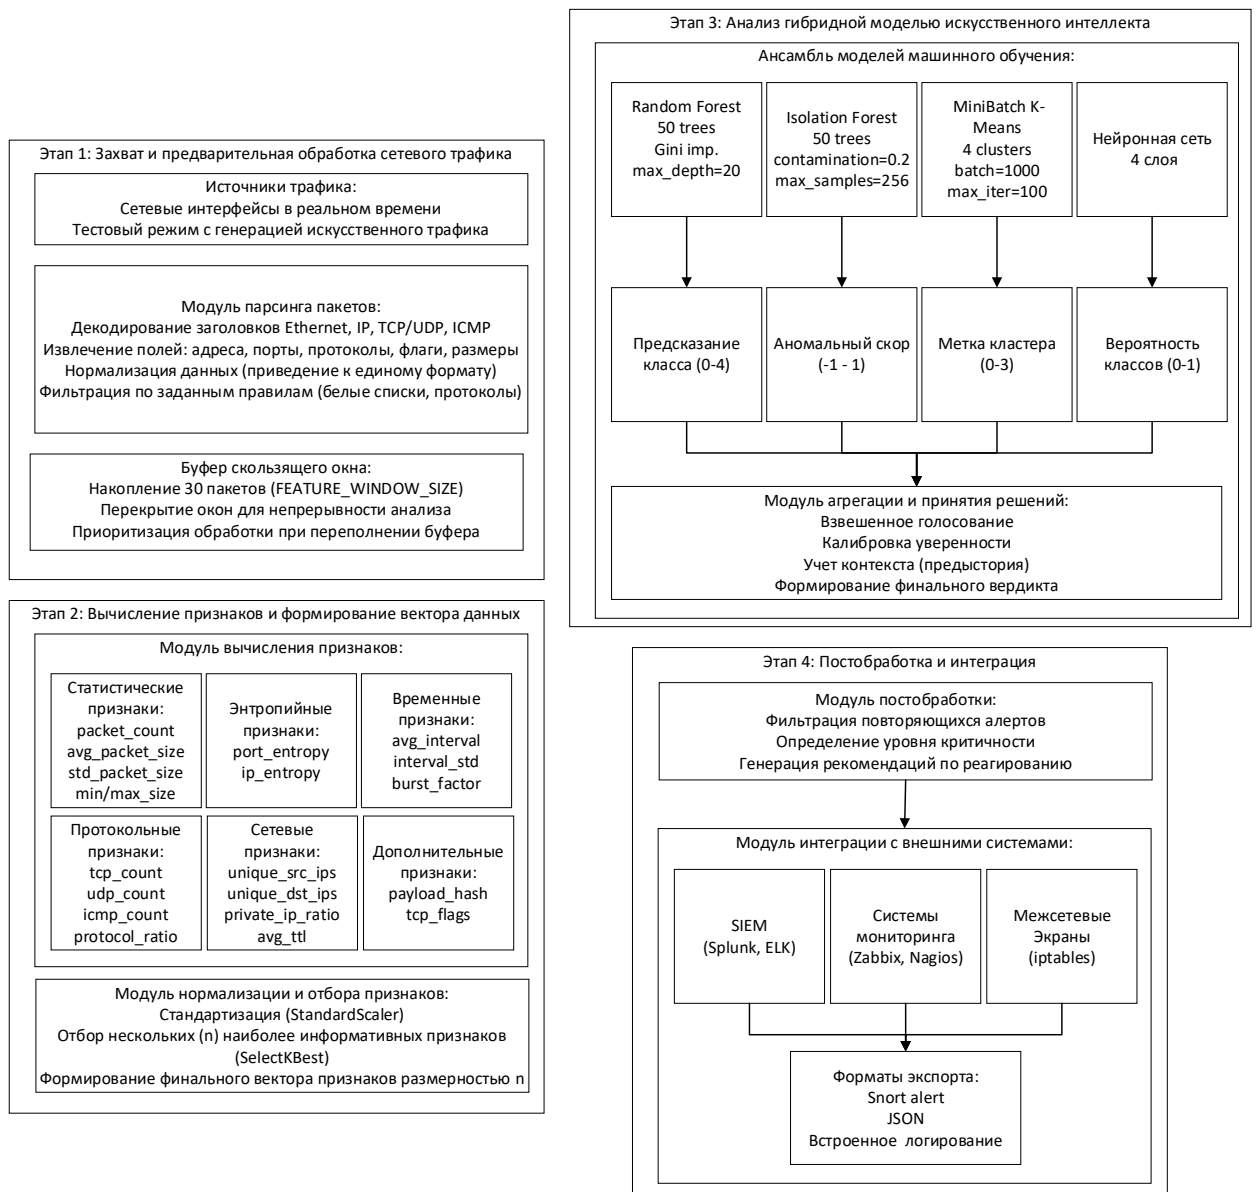 Этап 1: Захват и предварительная обработка сетевого трафика
Источники трафика:
Сетевые интерфейсы в реальном времени
Тестовый режим с генерацией искусственного трафика
Модуль парсинга пакетов:
Декодирование заголовков Ethernet, IP, TCP/UDP, ICMP
Извлечение полей: адреса, порты, протоколы, флаги, размеры
Нормализация данных (приведение к единому формату)
Фильтрация по заданным правилам (белые списки, протоколы)
Буфер скользящего окна:
Накопление 30 пакетов (FEATURE_WINDOW_SIZE)
Перекрытие окон для непрерывности анализа
Приоритизация обработки при переполнении буфера
Этап 2: Вычисление признаков и формирование вектора данных
Модуль вычисления признаков:
Статистические
признаки:
packet_count
avg_packet_size
std_packet_size
min/max_size
Энтропийные
признаки:
port_entropy
ip_entropy
Временные
признаки:
avg_interval
interval_std
burst_factor
Протокольные
признаки:
tcp_count
udp_count
icmp_count
protocol_ratio
Сетевые
признаки:
unique_src_ips
unique_dst_ips
private_ip_ratio
avg_ttl
Дополнительные
признаки:
payload_hash
tcp_flags
Модуль нормализации и отбора признаков:
Стандартизация (StandardScaler)
Отбор нескольких (n) наиболее информативных признаков
(SelectKBest)
Формирование финального вектора признаков размерностью n
Этап 3: Анализ гибридной моделью искусственного интеллекта
Ансамбль моделей машинного обучения:
Random Forest
50 trees
Gini imp.
max_depth=20
Isolation Forest
50 trees
contamination=0.2
max_samples=256
MiniBatch K-
Means
4 clusters
batch=1000
max_iter=100
Нейронная сеть
4 слоя
Предсказание
класса (0-4)
Аномальный скор
(-1 - 1)
Метка кластера
(0-3)
Вероятность
классов (0-1)
Модуль агрегации и принятия решений:
Взвешенное голосование
Калибровка уверенности
Учет контекста (предыстория)
Формирование финального вердикта
Этап 4: Постобработка и интеграция
Модуль постобработки:
Фильтрация повторяющихся алертов
Определение уровня критичности
Генерация рекомендаций по реагированию
Модуль интеграции с внешними системами:
SIEM
(Splunk, ELK)
Системы
мониторинга
(Zabbix, Nagios)
Межсетевые
Экраны
(iptables)
Форматы экспорта:
Snort alert
JSON
Встроенное логирование